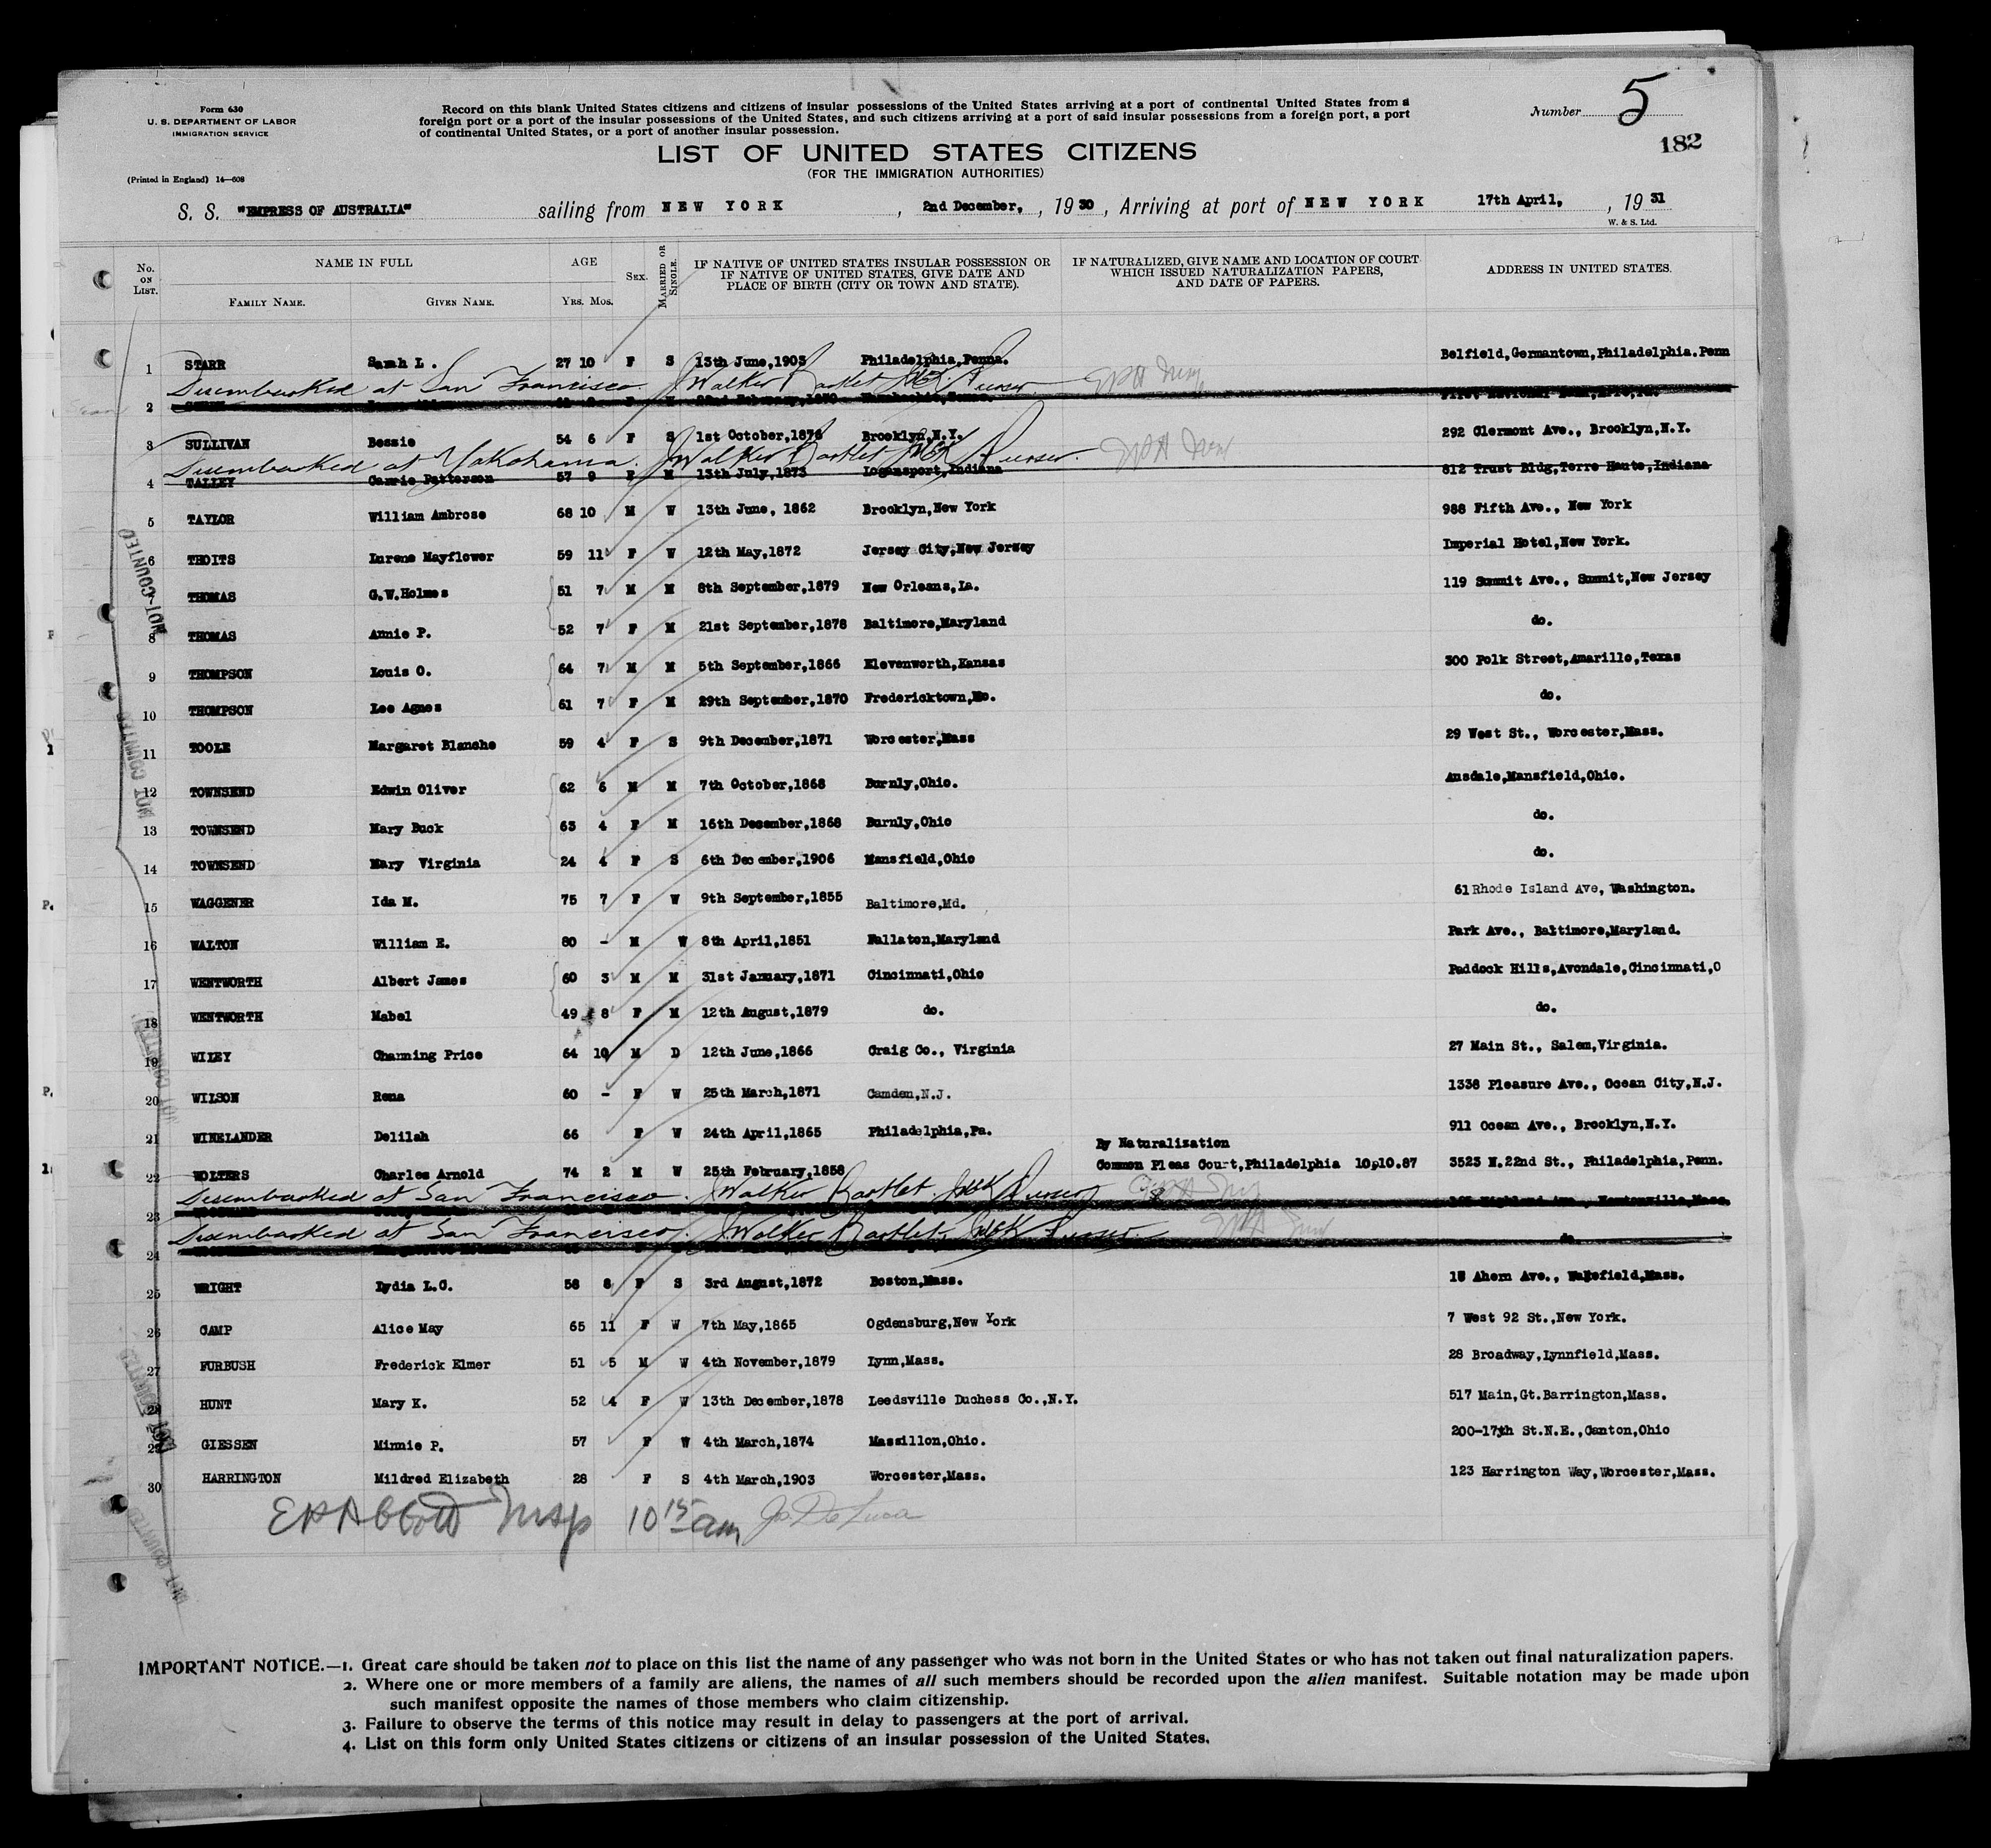 Form 630
U. S. DEPARTMENT OF LABOR
IMMIGRATION SERVICE
(Printed in England) 14—608
Record on this blank United States citizens and citizens of insular possessions of the United States arriving at a port of continental United States from a
foreign port or a port of the insular possessions of the United States, and such citizens arriving at a port of said insular possessions from a foreign port, a port
of continental United States, or a port of another insular possession.
Number 5
182
LIST OF UNITED STATES CITIZENS
(FOR THE IMMIGRATION AUTHORITIES)
S. S. "EMPRESS OF AUSTRALIA" sailing from NEW YORK, 2nd December, 1930, Arriving at port of NEW YORK 17th April, 1931
W. & S. Ltd.
No. ON LIST. NAME IN FULL FAMILY NAME. GIVEN NAME. AGE YRS. MOS. SEX. MARRIED OR SINGLE. IF NATIVE OF UNITED STATES INSULAR POSSESSION OR IF NATIVE OF UNITED STATES, GIVE DATE AND PLACE OF BIRTH (CITY OR TOWN AND STATE). IF NATURALIZED, GIVE NAME AND LOCATION OF COURT WHICH ISSUED NATURALIZATION PAPERS, AND DATE OF PAPERS. ADDRESS IN UNITED STATES.
1 STARR Sarah L. 27 10 F S 13th June,1903 Philadelphia,Penna. Belfield,Germantown,Philadelphia.Penn
Disembarked at San Francisco. J Walker Bartlet Purser
2
3 SULLIVAN Bessie 54 6 F S 1st October,1876 Brooklyn,N.Y. 292 Clermont Ave., Brooklyn,N.Y.
Disembarked at Yokohama. J Walker Bartlet Purser.
4 TALLEY Carrie Patterson 57 9 F M 13th July,1873 Logansport,Indiana 812 Trust Bldg,Terre Haute,Indiana
5 TAYLOR William Ambrose 68 10 M W 13th June, 1862 Brooklyn,New York 988 Fifth Ave., New York
6 THOITS Lurene Mayflower 59 11 F W 12th May,1872 Jersey City,New Jersey Imperial Hotel,New York.
7 THOMAS G.W.Holmes 51 7 M M 8th September,1879 New Orleans,La. 119 Summit Ave., Summit,New Jersey
8 THOMAS Annie P. 52 7 F M 21st September,1878 Baltimore,Maryland do.
9 THOMPSON Louis O. 64 7 M M 5th September,1866 Elevenworth,Kansas 300 Polk Street,Amarillo,Texas
10 THOMPSON Lee Agnes 61 7 F M 29th September,1870 Fredericktown,Mo. do.
11 TOOLE Margaret Blanche 59 4 F S 9th December,1871 Worcester,Mass 29 West St., Worcester,Mass.
12 TOWNSEND Edwin Oliver 62 6 M M 7th October,1868 Burnly,Ohio. Ansdale,Mansfield,Ohio.
13 TOWNSEND Mary Buck 63 4 F M 16th December,1868 Burnly,Ohio do.
14 TOWNSEND Mary Virginia 24 4 F S 6th December,1906 Mansfield,Ohio do.
15 WAGGENER Ida M. 75 7 F W 9th September,1855 Baltimore,Md. 61 Rhode Island Ave, Washington.
16 WALTON William E. 80 - M W 8th April,1851 Fallston,Maryland Park Ave., Baltimore,Maryland.
17 WENTWORTH Albert James 60 3 M M 31st January,1871 Cincinnati,Ohio Paddock Hills,Avondale,Cincinnati,O
18 WENTWORTH Mabel 49 8 F M 12th August,1879 do. do.
19 WILEY Channing Price 64 10 M D 12th June,1866 Craig Co., Virginia 27 Main St., Salem,Virginia.
20 WILSON Rena 60 - F W 25th March,1871 Camden,N.J. 1338 Pleasure Ave., Ocean City,N.J.
21 WINELANDER Delilah 66 F W 24th April,1865 Philadelphia,Pa. 911 Ocean Ave., Brooklyn,N.Y.
By Naturalization
22 WOLTERS Charles Arnold 74 2 M W 25th February,1858 Common Pleas Court,Philadelphia 10p10.87 3523 N.22nd St., Philadelphia,Penn.
Disembarked at San Francisco. J Walker Bartlet. Purser
23
Disembarked at San Francisco. J Walker Bartlet. Purser.
24 do
25 WRIGHT Lydia L.C. 58 8 F S 3rd August,1872 Boston,Mass. 18 Ahern Ave., Wakefield,Mass.
26 CAMP Alice May 65 11 F W 7th May,1865 Ogdensburg,New York 7 West 92 St.,New York.
27 FURBUSH Frederick Elmer 51 5 M W 4th November,1879 Lynn,Mass. 28 Broadway,Lynnfield,Mass.
28 HUNT Mary K. 52 4 F W 13th December,1878 Leedsville Duchess Co.,N.Y. 517 Main,Gt.Barrington,Mass.
29 GIESSEN Minnie P. 57 F W 4th March,1874 Massillon,Ohio. 200-17th St.N.E.,Canton,Ohio
30 HARRINGTON Mildred Elizabeth 28 F S 4th March,1903 Worcester,Mass. 123 Harrington Way,Worcester,Mass.
NOT COUNTED
NOT COUNTED
NOT COUNTED
NOT COUNTED
NOT COUNTED
EPAbbott Insp 10 15 am Jo. DeLuca
IMPORTANT NOTICE.—1. Great care should be taken not to place on this list the name of any passenger who was not born in the United States or who has not taken out final naturalization papers.
2. Where one or more members of a family are aliens, the names of all such members should be recorded upon the alien manifest. Suitable notation may be made upon
such manifest opposite the names of those members who claim citizenship.
3. Failure to observe the terms of this notice may result in delay to passengers at the port of arrival.
4. List on this form only United States citizens or citizens of an insular possession of the United States.